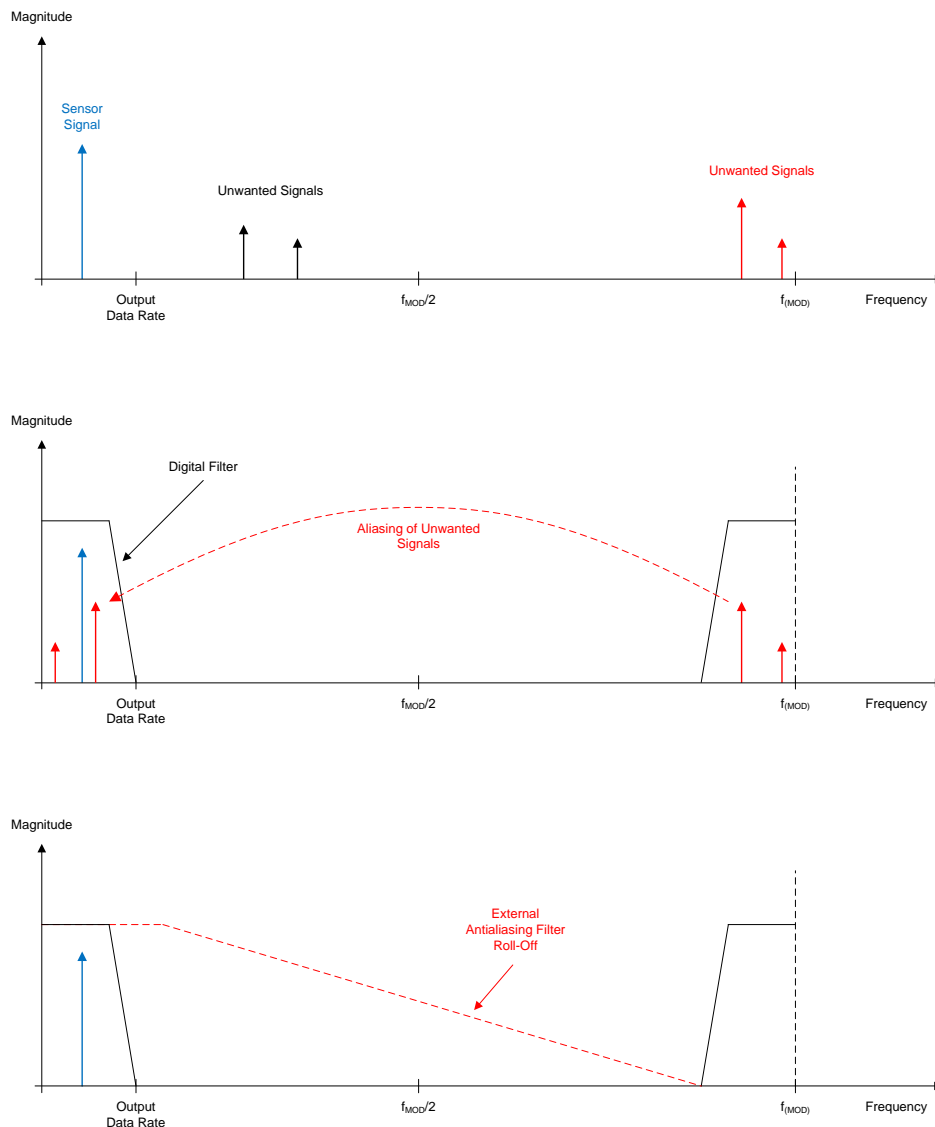 Magnitude
Sensor
Signal
Unwanted Signals
Unwanted Signals
Output
Data Rate
fMOD/2
f(MOD)
Frequency
Magnitude
Digital Filter
Aliasing of Unwanted
Signals
Output
Data Rate
fMOD/2
f(MOD)
Frequency
Magnitude
External
Antialiasing Filter
Roll-Off
Output
Data Rate
fMOD/2
f(MOD)
Frequency